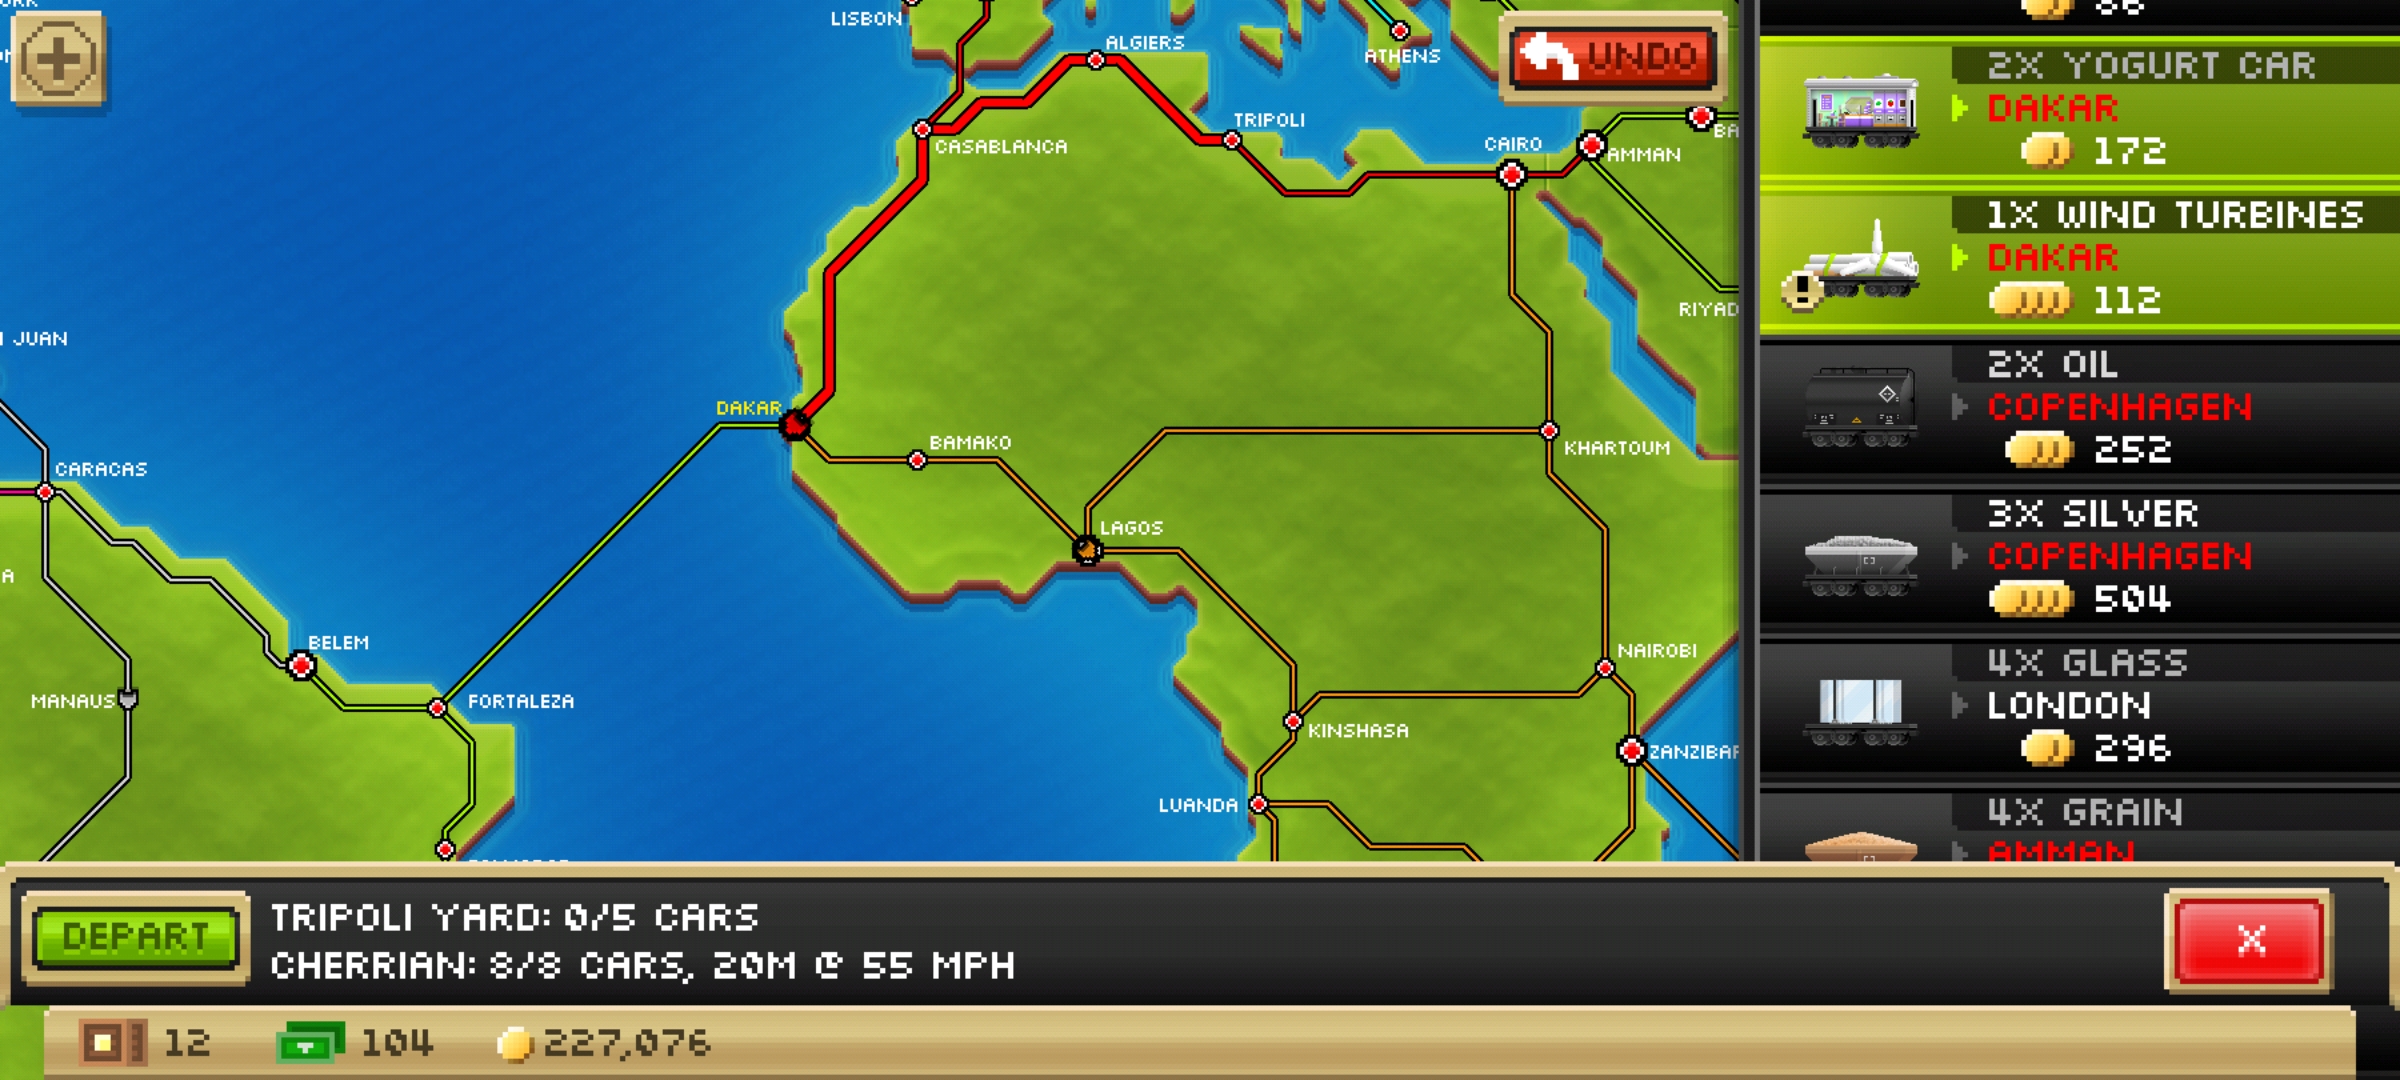 LISBON
ALGIERS
ATHENS
UNDO
TRIPOLI
CASABLANCA
CAIRO
AMMAN
BA
RIYAD
JUAN
DAKAR
BAMAKO
KHARTOUM
CARACAS
LAGOS
A
BELEM
NAIROBI
MANAUS
FORTALEZA
KINSHASA
ZANZIBAR
LUANDA
86
2X YOGURT CAR
DAKAR
172
1X WIND TURBINES
DAKAR
112
2X OIL
COPENHAGEN
252
3X SILVER
COPENHAGEN
504
4X GLASS
LONDON
296
4X GRAIN
AMMAN
DEPART
TRIPOLI YARD: 0/5 CARS
CHERRIAN: 8/8 CARS, 20M @ 55 MPH
X
12
104
227,076